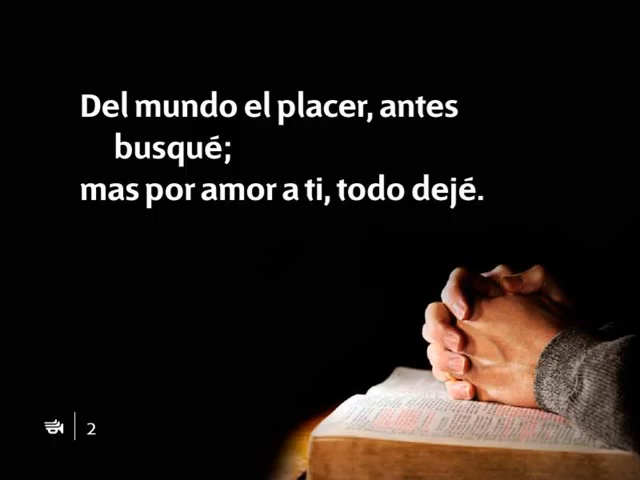 Del mundo el placer, antes
busqué;
mas por amor a ti, todo dejé.
2